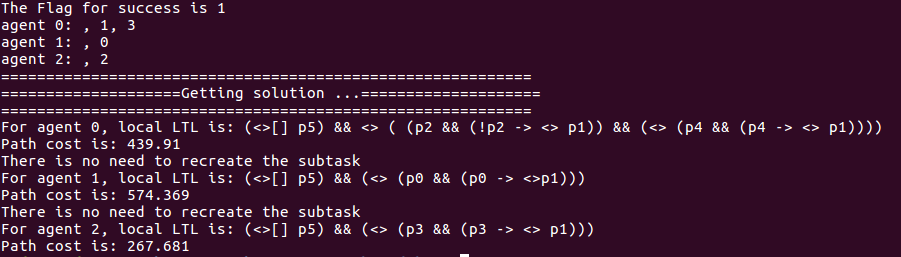 The Flag for success is 1
agent 0: , 1, 3
agent 1: , 0
agent 2: , 2
===========================================================
====================Getting solution ...====================
===========================================================
For agent 0, local LTL is: (<>[] p5) && <> ( (p2 && (!p2 -> <> p1)) && (<> (p4 && (p4 -> <> p1))))
Path cost is: 439.91
There is no need to recreate the subtask
For agent 1, local LTL is: (<>[] p5) && (<> (p0 && (p0 -> <>p1)))
Path cost is: 574.369
There is no need to recreate the subtask
For agent 2, local LTL is: (<>[] p5) && (<> (p3 && (p3 -> <> p1)))
Path cost is: 267.681